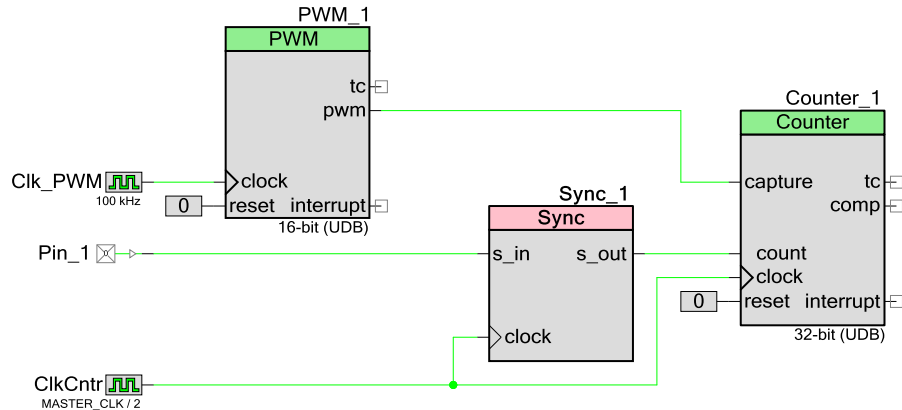 PWM_1
PWM
tc
pwm
Clk_PWM
100 kHz
clock
0
reset
interrupt
16-bit (UDB)
Counter_1
Counter
capture
tc
comp
count
clock
0
reset
interrupt
32-bit (UDB)
Sync_1
Sync
Pin_1
s_in
s_out
clock
ClkCntr
MASTER_CLK / 2